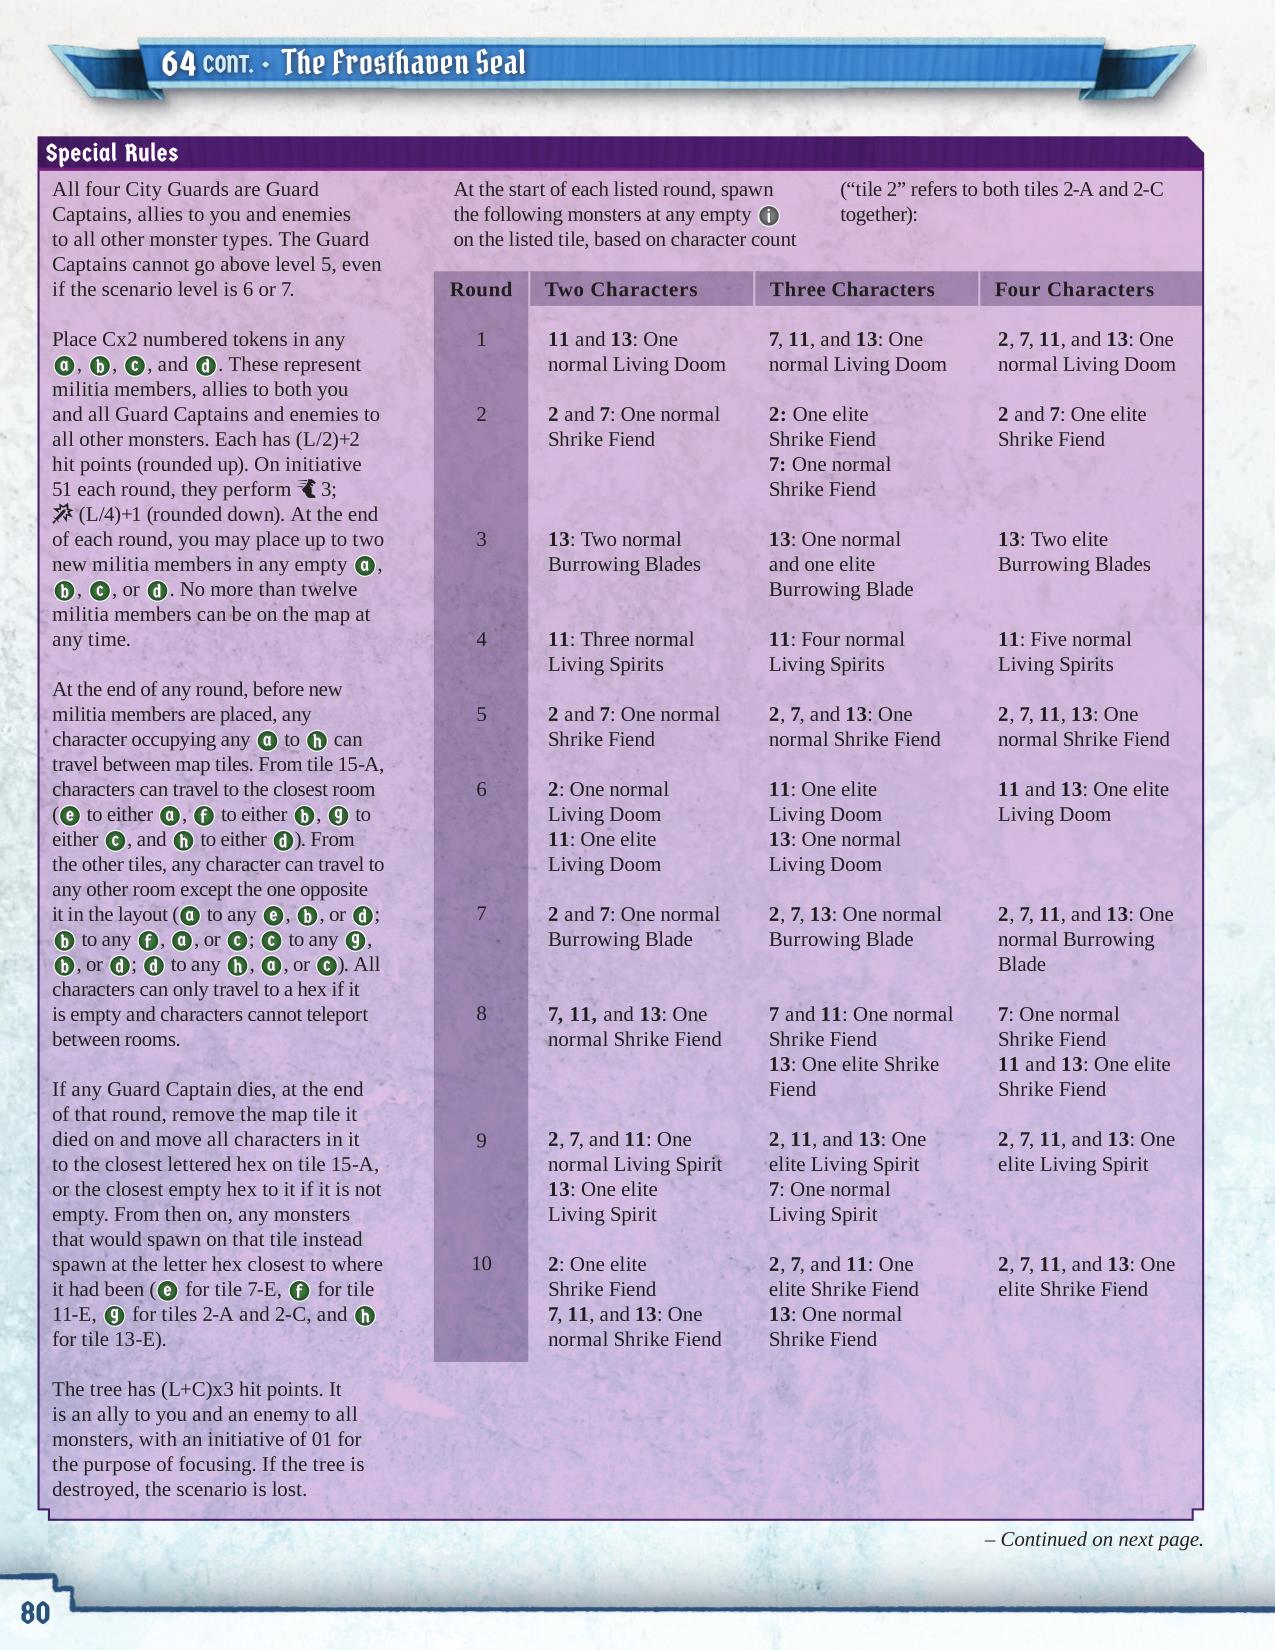 64 CONT. • The Frosthaven Seal
Special Rules
All four City Guards are Guard
Captains, allies to you and enemies
to all other monster types. The Guard
Captains cannot go above level 5, even
if the scenario level is 6 or 7.
Place Cx2 numbered tokens in any
a, b, c, and d. These represent
militia members, allies to both you
and all Guard Captains and enemies to
all other monsters. Each has (L/2)+2
hit points (rounded up). On initiative
51 each round, they perform 3;
(L/4)+1 (rounded down). At the end
of each round, you may place up to two
new militia members in any empty a,
b, c, or d. No more than twelve
militia members can be on the map at
any time.
At the end of any round, before new
militia members are placed, any
character occupying any a to h can
travel between map tiles. From tile 15-A,
characters can travel to the closest room
(e to either a, f to either b, g to
either c, and h to either d). From
the other tiles, any character can travel to
any other room except the one opposite
it in the layout (a to any e, b, or d;
b to any f, a, or c; c to any g,
b, or d; d to any h, a, or c). All
characters can only travel to a hex if it
is empty and characters cannot teleport
between rooms.
If any Guard Captain dies, at the end
of that round, remove the map tile it
died on and move all characters in it
to the closest lettered hex on tile 15-A,
or the closest empty hex to it if it is not
empty. From then on, any monsters
that would spawn on that tile instead
spawn at the letter hex closest to where
it had been (e for tile 7-E, f for tile
11-E, g for tiles 2-A and 2-C, and h
for tile 13-E).
The tree has (L+C)x3 hit points. It
is an ally to you and an enemy to all
monsters, with an initiative of 01 for
the purpose of focusing. If the tree is
destroyed, the scenario is lost.
At the start of each listed round, spawn
the following monsters at any empty i
on the listed tile, based on character count
(“tile 2” refers to both tiles 2-A and 2-C
together):
Round Two Characters Three Characters Four Characters
1
11 and 13: One
normal Living Doom
7, 11, and 13: One
normal Living Doom
2, 7, 11, and 13: One
normal Living Doom
2
2 and 7: One normal
Shrike Fiend
2: One elite
Shrike Fiend
7: One normal
Shrike Fiend
2 and 7: One elite
Shrike Fiend
3
13: Two normal
Burrowing Blades
13: One normal
and one elite
Burrowing Blade
13: Two elite
Burrowing Blades
4
11: Three normal
Living Spirits
11: Four normal
Living Spirits
11: Five normal
Living Spirits
5
2 and 7: One normal
Shrike Fiend
2, 7, and 13: One
normal Shrike Fiend
2, 7, 11, 13: One
normal Shrike Fiend
6
2: One normal
Living Doom
11: One elite
Living Doom
11: One elite
Living Doom
13: One normal
Living Doom
11 and 13: One elite
Living Doom
7
2 and 7: One normal
Burrowing Blade
2, 7, 13: One normal
Burrowing Blade
2, 7, 11, and 13: One
normal Burrowing
Blade
8
7, 11, and 13: One
normal Shrike Fiend
7 and 11: One normal
Shrike Fiend
13: One elite Shrike
Fiend
7: One normal
Shrike Fiend
11 and 13: One elite
Shrike Fiend
9
2, 7, and 11: One
normal Living Spirit
13: One elite
Living Spirit
2, 11, and 13: One
elite Living Spirit
7: One normal
Living Spirit
2, 7, 11, and 13: One
elite Living Spirit
10
2: One elite
Shrike Fiend
7, 11, and 13: One
normal Shrike Fiend
2, 7, and 11: One
elite Shrike Fiend
13: One normal
Shrike Fiend
2, 7, 11, and 13: One
elite Shrike Fiend
– Continued on next page.
80